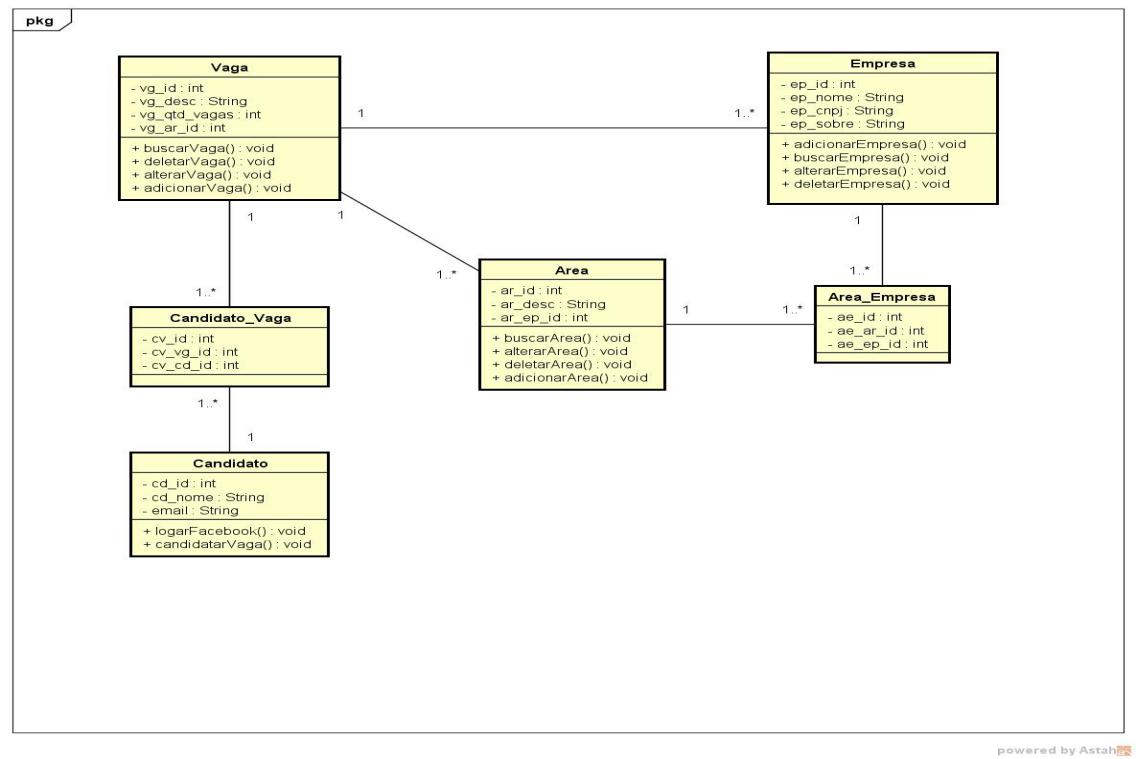 pkg
Vaga
- vg_id : int
- vg_desc : String
- vg_qtd_vagas : int
- vg_ar_id : int
+ buscarVaga() : void
+ deletarVaga() : void
+ alterarVaga() : void
+ adicionarVaga() : void
1
1..*
Empresa
- ep_id : int
- ep_nome : String
- ep_cnpj : String
- ep_sobre : String
+ adicionarEmpresa() : void
+ buscarEmpresa() : void
+ alterarEmpresa() : void
+ deletarEmpresa() : void
1
1
1
1..*
1..*
1..*
Candidato_Vaga
- cv_id : int
- cv_vg_id : int
- cv_cd_id : int
Area
- ar_id : int
- ar_desc : String
- ar_ep_id : int
+ buscarArea() : void
+ alterarArea() : void
+ deletarArea() : void
+ adicionarArea() : void
1
1..*
Area_Empresa
- ae_id : int
- ae_ar_id : int
- ae_ep_id : int
1..*
1
Candidato
- cd_id : int
- cd_nome : String
- email : String
+ logarFacebook() : void
+ candidatarVaga() : void
powered by Astah